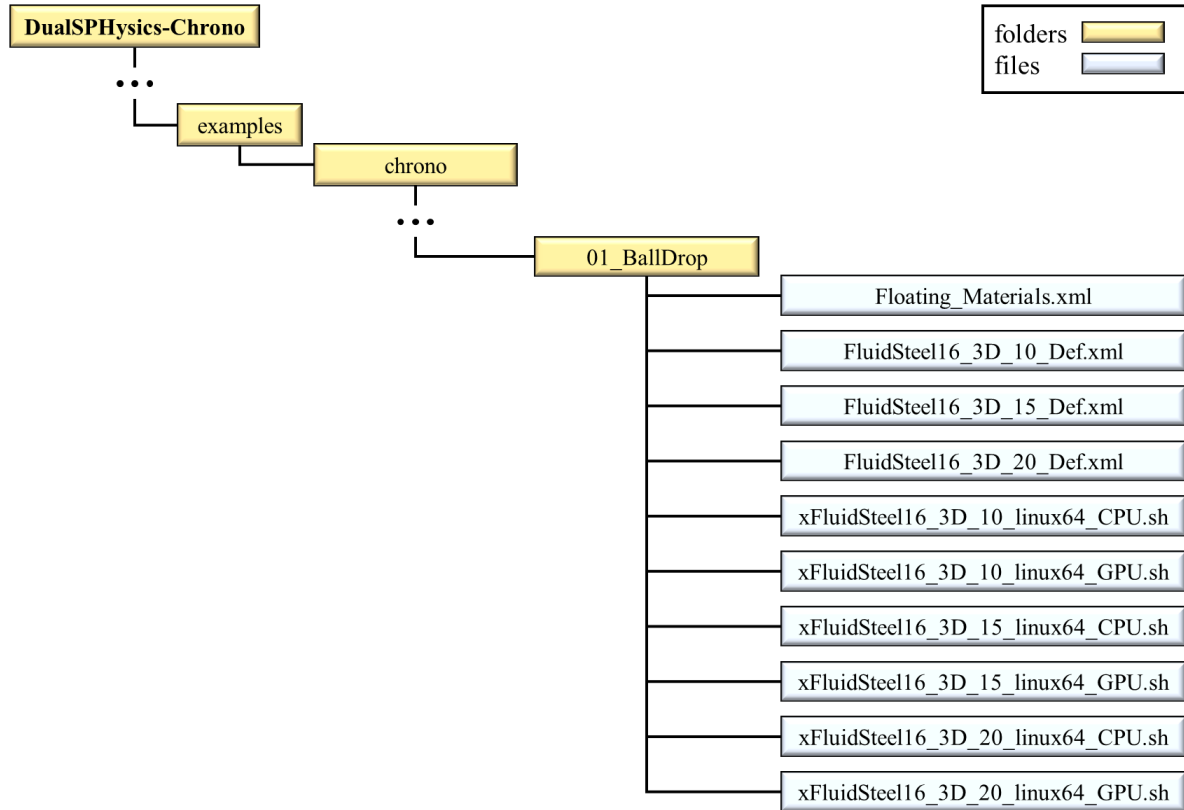 DualSPHysics-Chrono
folders
files
...
examples
chrono
...
01_BallDrop
Floating_Materials.xml
FluidSteel16_3D_10_Def.xml
FluidSteel16_3D_15_Def.xml
FluidSteel16_3D_20_Def.xml
xFluidSteel16_3D_10_linux64_CPU.sh
xFluidSteel16_3D_10_linux64_GPU.sh
xFluidSteel16_3D_15_linux64_CPU.sh
xFluidSteel16_3D_15_linux64_GPU.sh
xFluidSteel16_3D_20_linux64_CPU.sh
xFluidSteel16_3D_20_linux64_GPU.sh